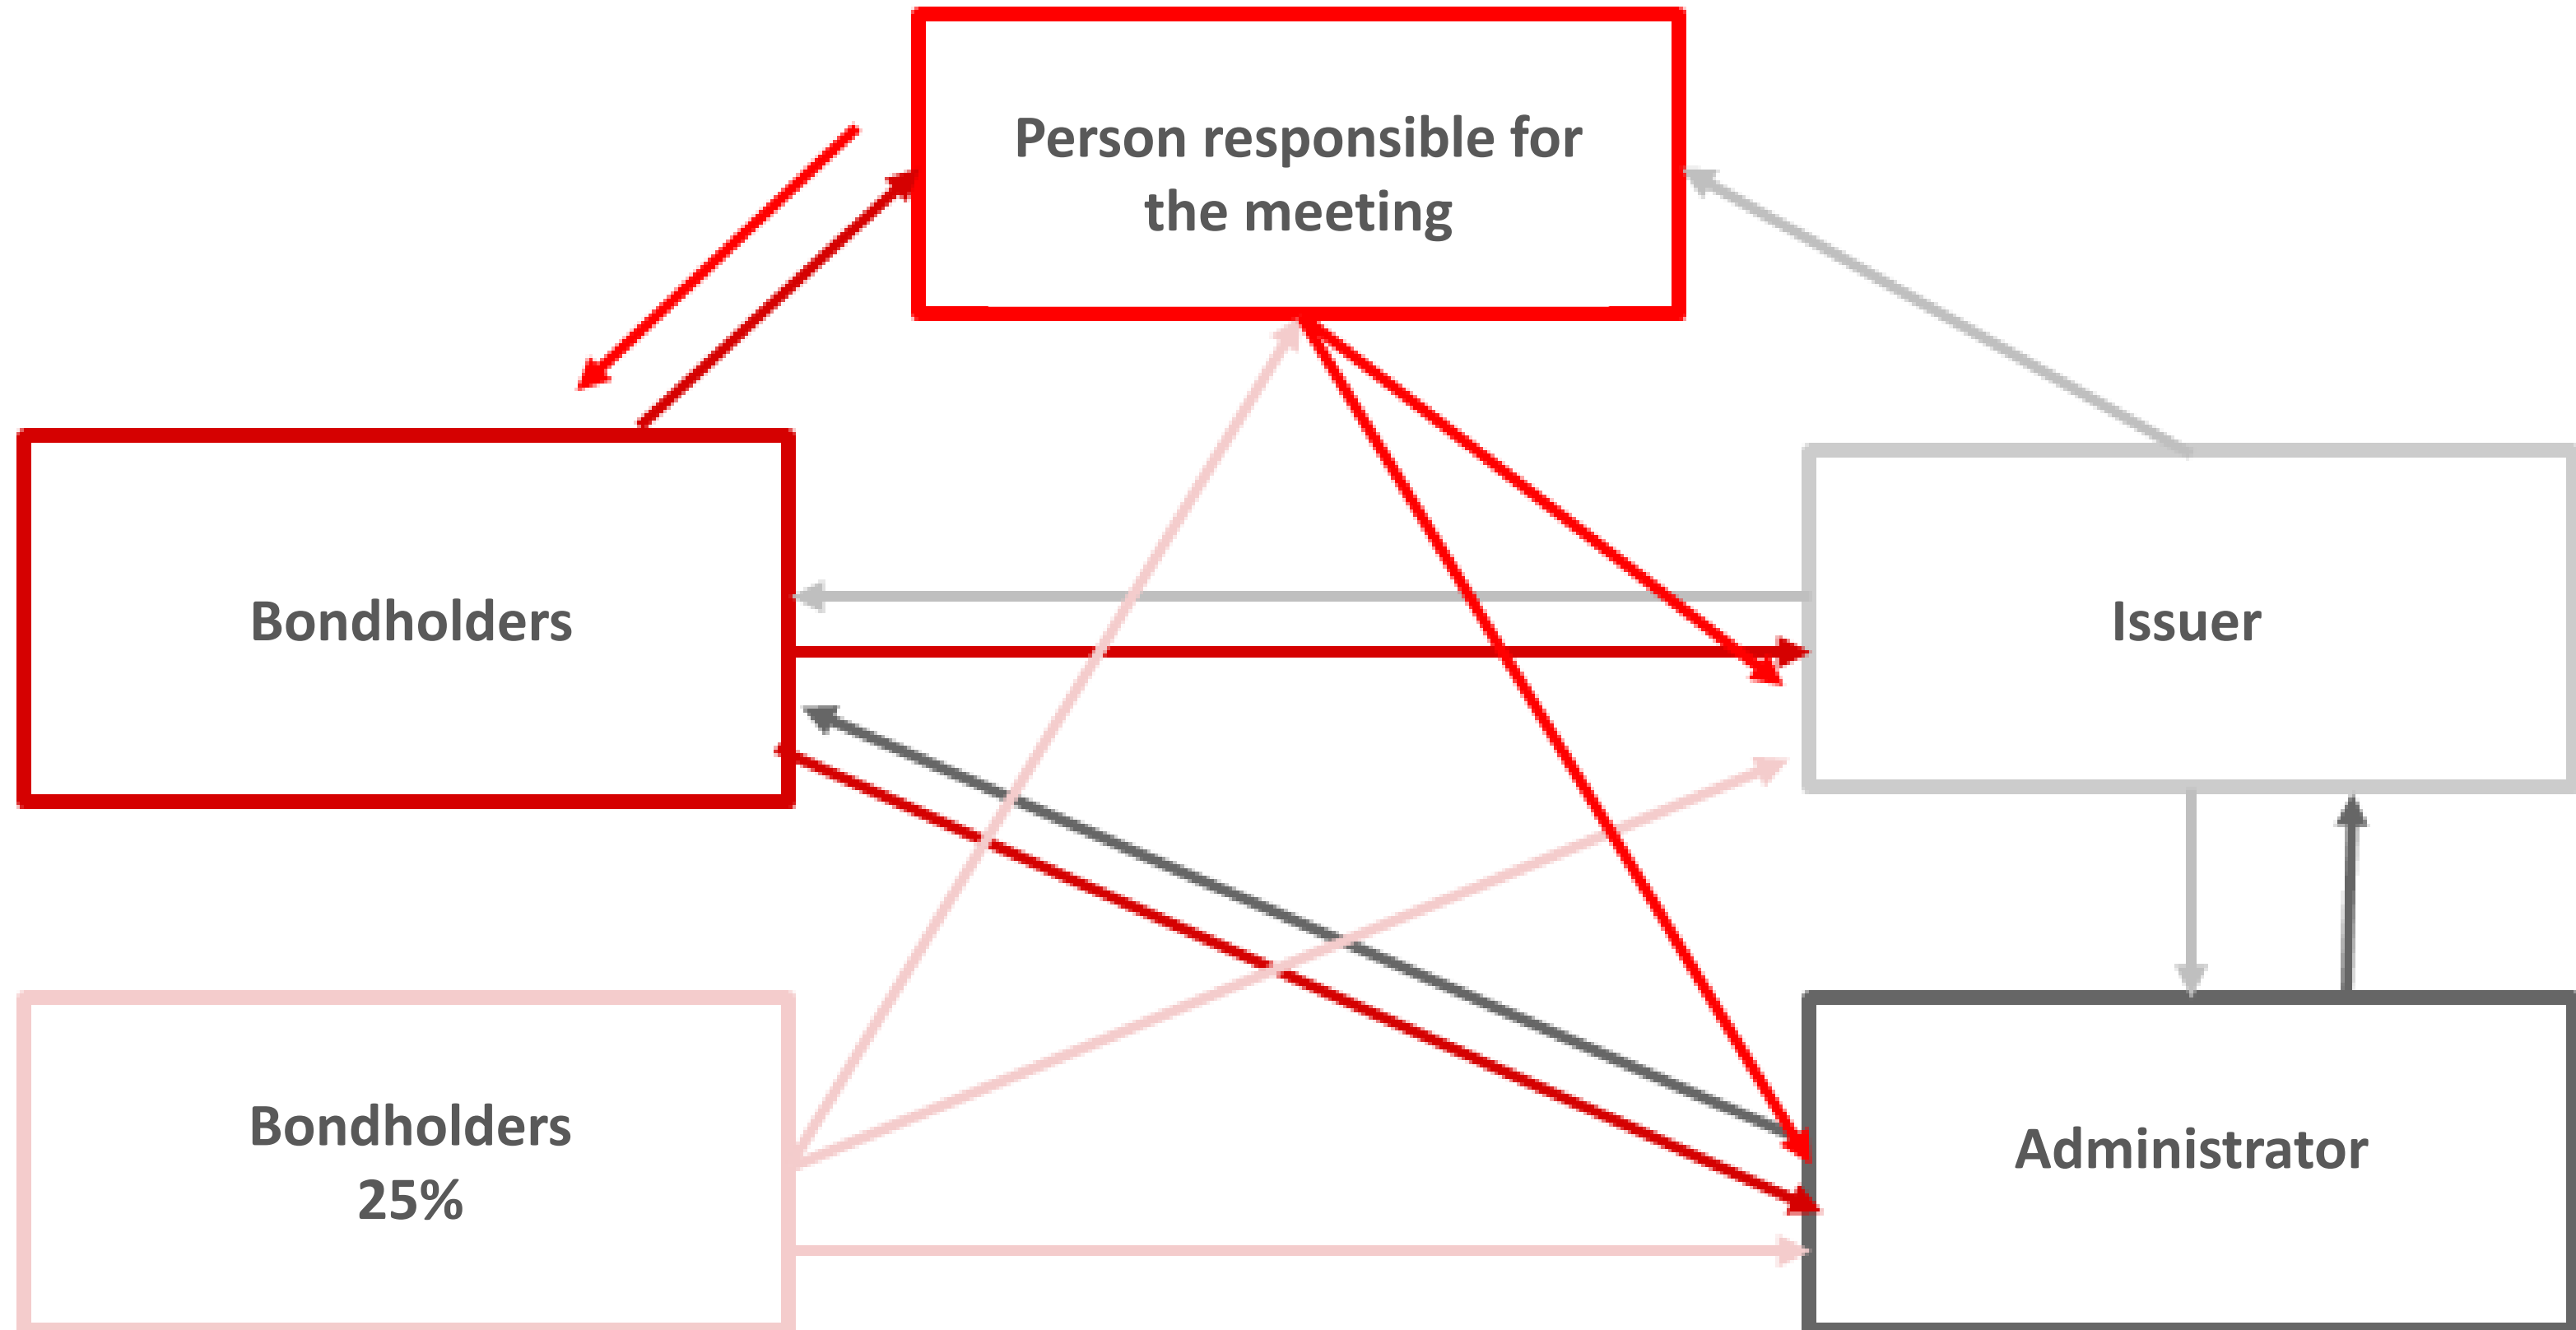 Person responsible for
the meeting
Bondholders
Issuer
Bondholders
25%
Administrator